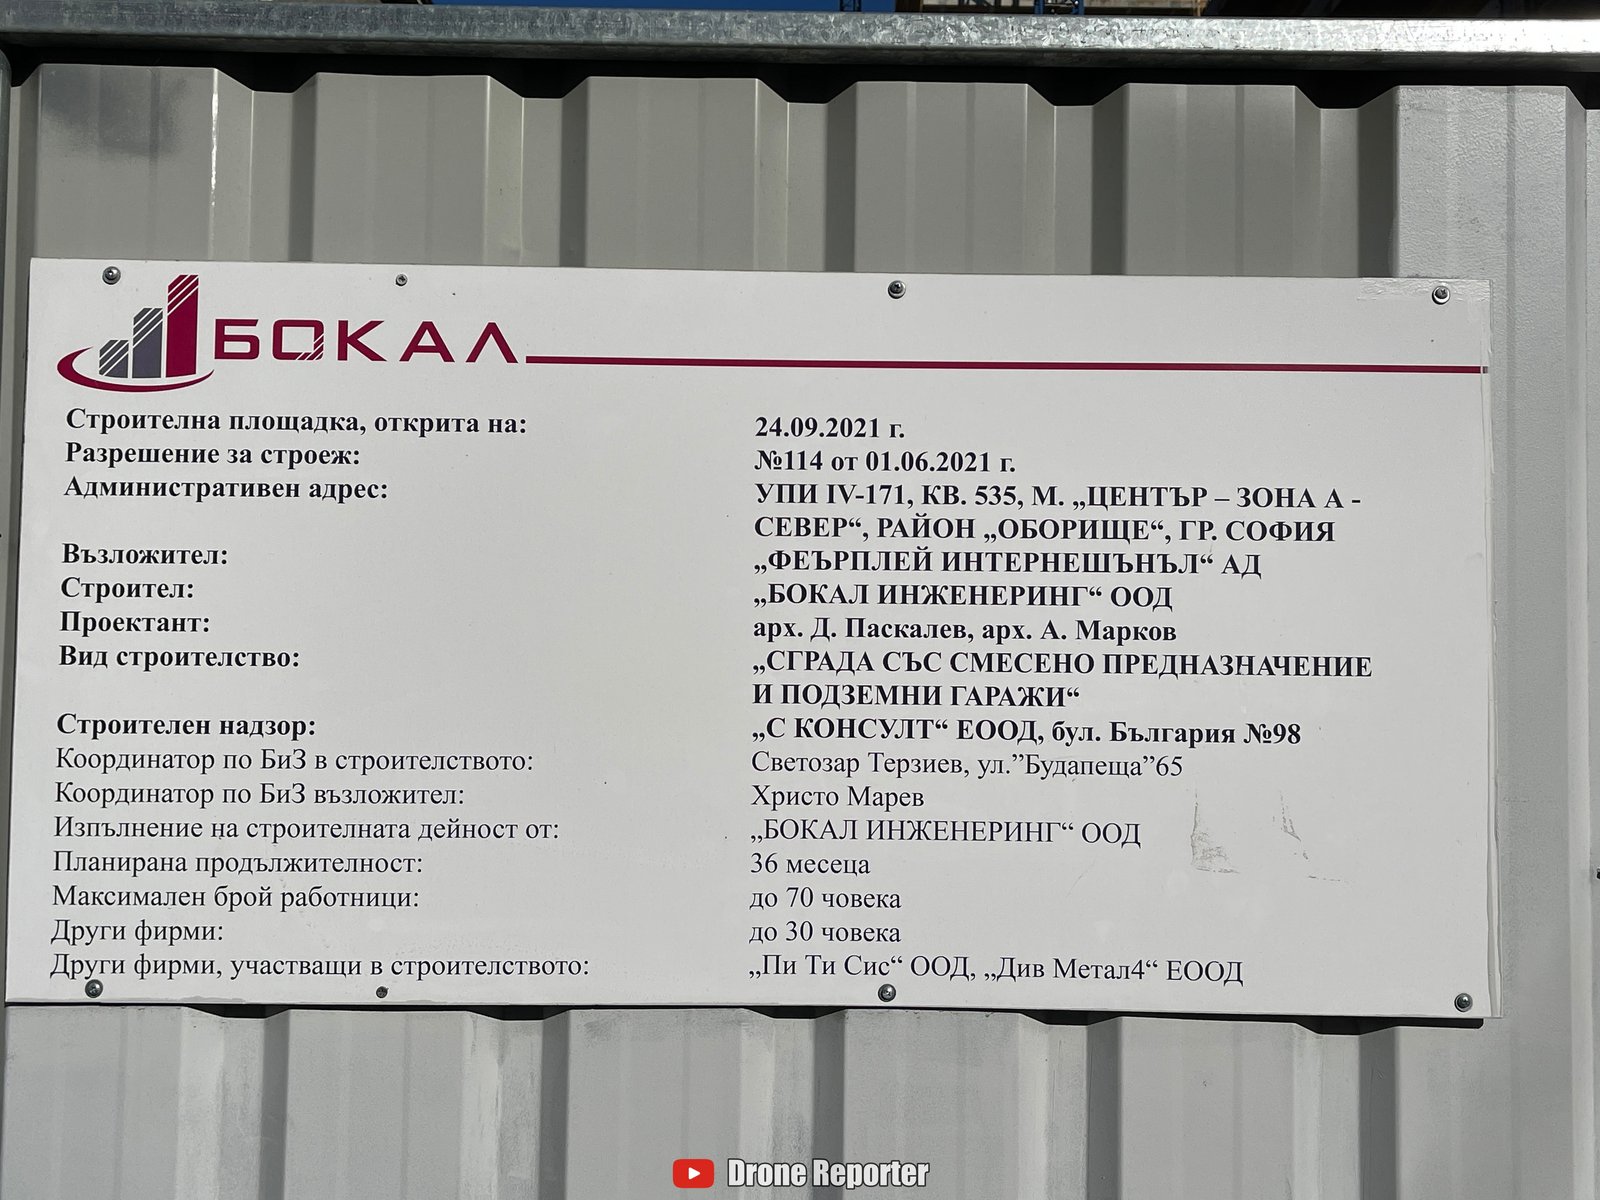 БОКАЛ
Строителна площадка, открита на: 24.09.2021 г.
Разрешение за строеж: №114 от 01.06.2021 г.
Административен адрес: УПИ IV-171, КВ. 535, М. „ЦЕНТЪР – ЗОНА А -
СЕВЕР“, РАЙОН „ОБОРИЩЕ“, ГР. СОФИЯ
Възложител: „ФЕЪРПЛЕЙ ИНТЕРНЕШЪНЪЛ“ АД
Строител: „БОКАЛ ИНЖЕНЕРИНГ“ ООД
Проектант: арх. Д. Паскалев, арх. А. Марков
Вид строителство: „СГРАДА СЪС СМЕСЕНО ПРЕДНАЗНАЧЕНИЕ
И ПОДЗЕМНИ ГАРАЖИ“
Строителен надзор: „С КОНСУЛТ“ ЕООД, бул. България №98
Координатор по БиЗ в строителството: Светозар Терзиев, ул.”Будапеща”65
Координатор по БиЗ възложител: Христо Марев
Изпълнение на строителната дейност от: „БОКАЛ ИНЖЕНЕРИНГ“ ООД
Планирана продължителност: 36 месеца
Максимален брой работници: до 70 човека
Други фирми: до 30 човека
Други фирми, участващи в строителството: „Пи Ти Сис“ ООД, „Див Метал4“ ЕООД
Drone Reporter